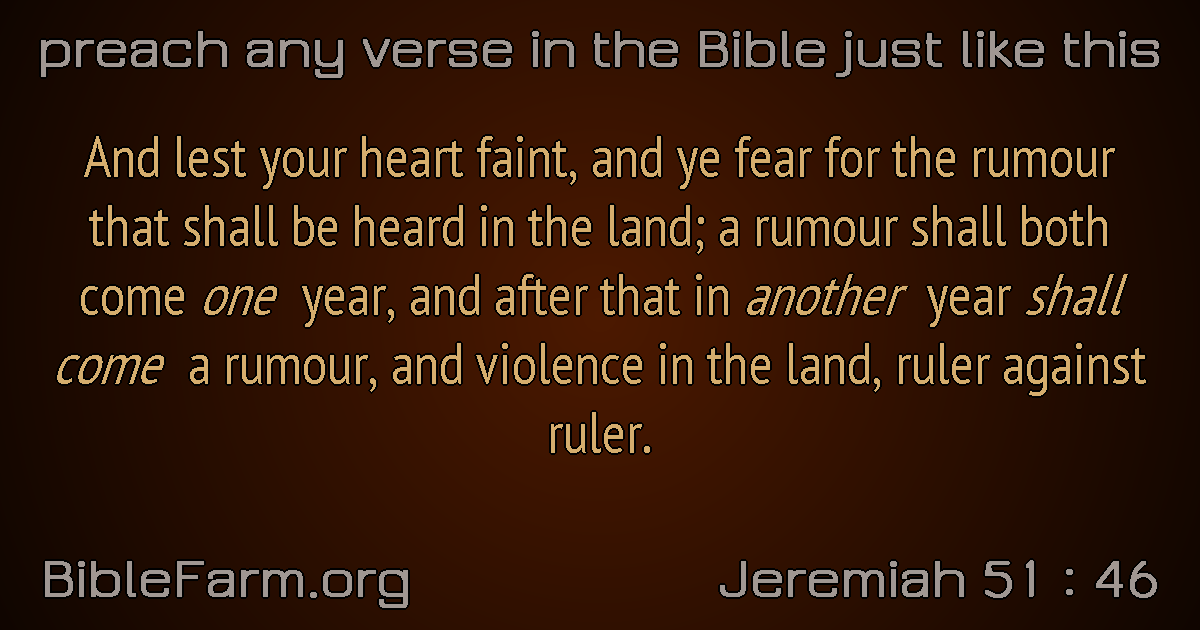 preach any verse in the Bible just like this
And lest your heart faint, and ye fear for the rumour
that shall be heard in the land; a rumour shall both
come one year, and after that in another year shall
come a rumour, and violence in the land, ruler against
ruler.
BibleFarm.org
Jeremiah 51 : 46